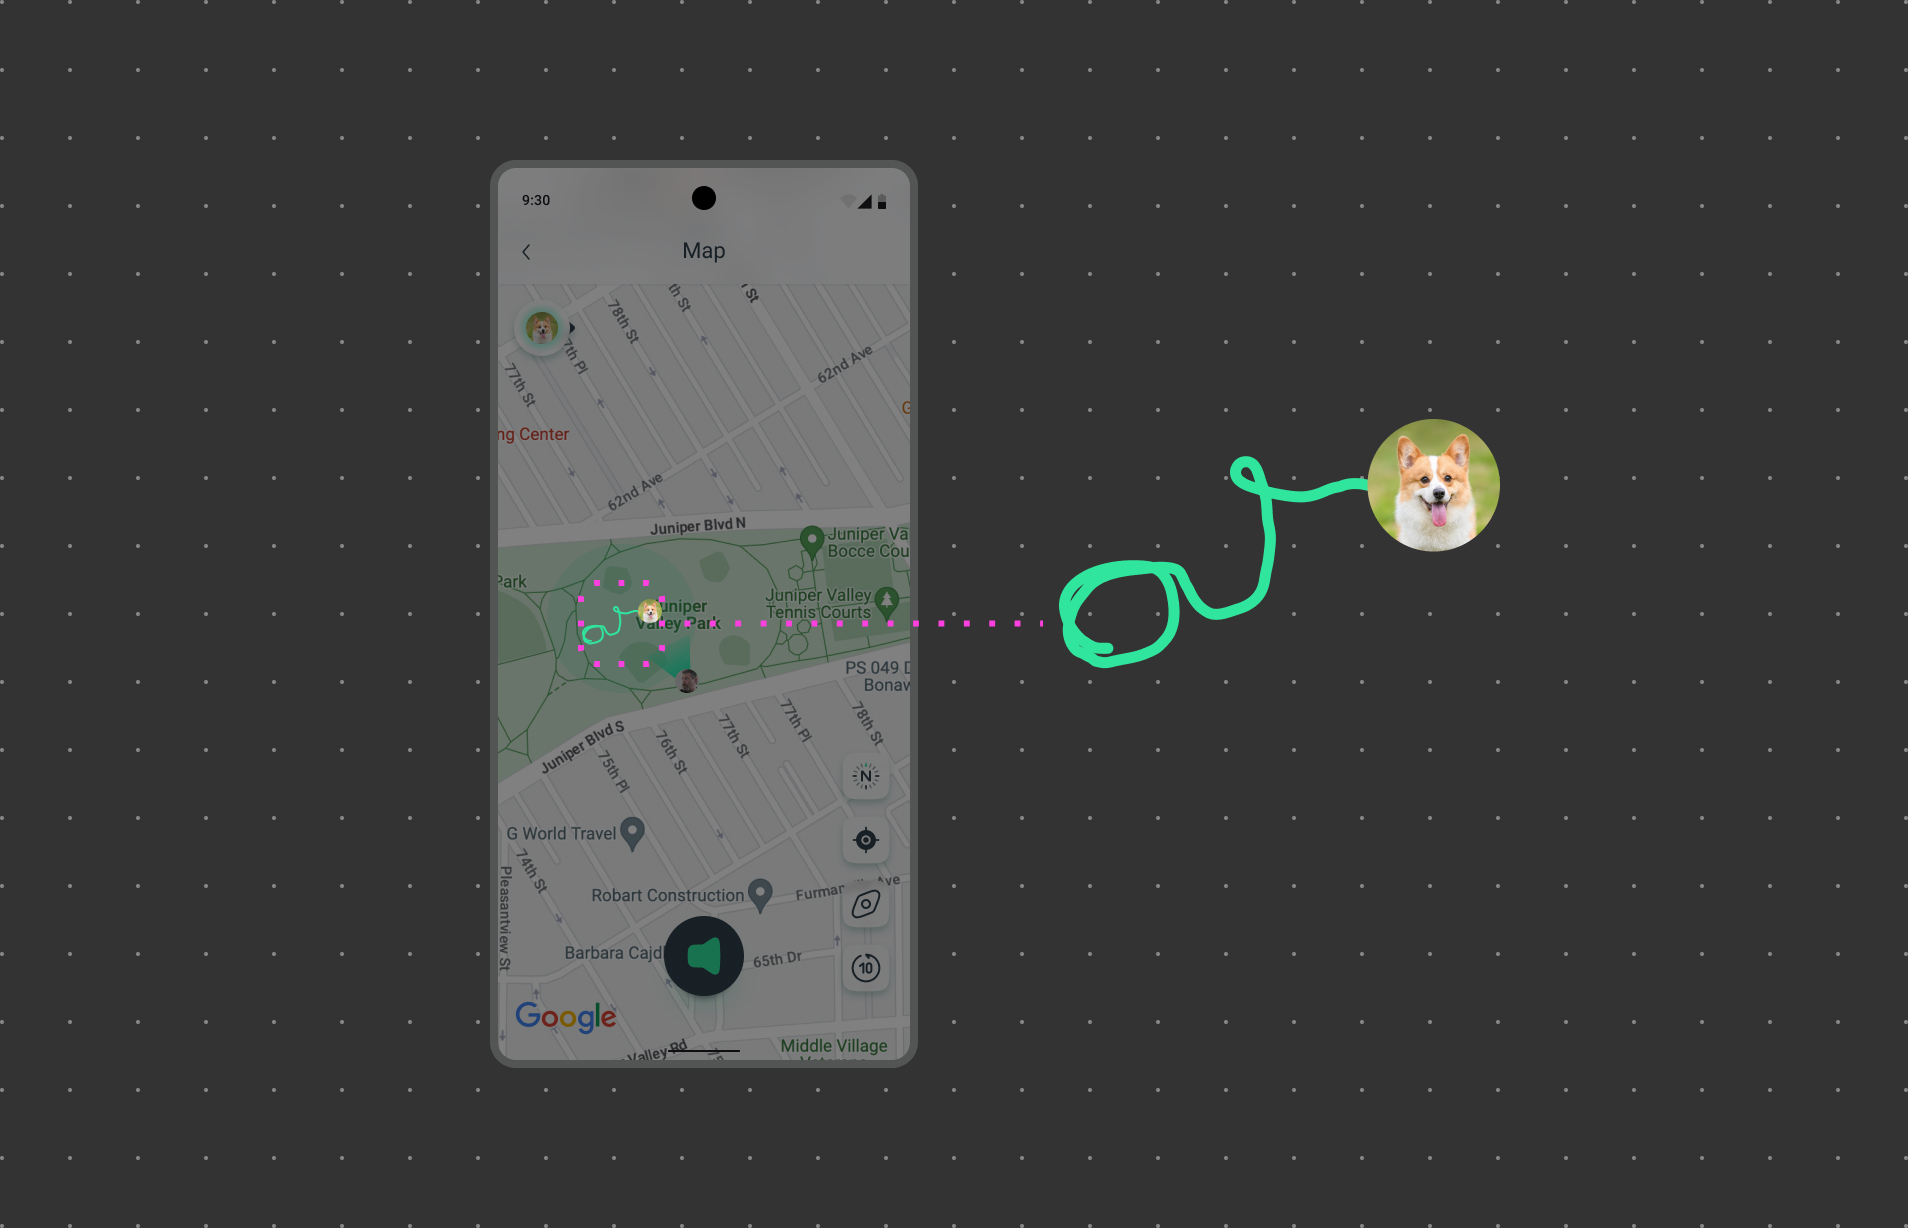 9:30
Map
78th St
th St
St
7th Pl
77th St
62nd Ave
G
ng Center
62nd Ave
Juniper Blvd N
Juniper Va
Bocce Cou
Park
Juniper Valley
Tennis Courts
uniper
Valley Park
PS 049 D
Bonaw
Juniper Blvd S
75th Pl
76th St
77th St
77th Pl
78th St
N
G World Travel
74th St
Pleasantview St
Robart Construction
Furman
Ave
Barbara Cajd
65th Dr
10
Google
Valley Rd
75
Middle Village